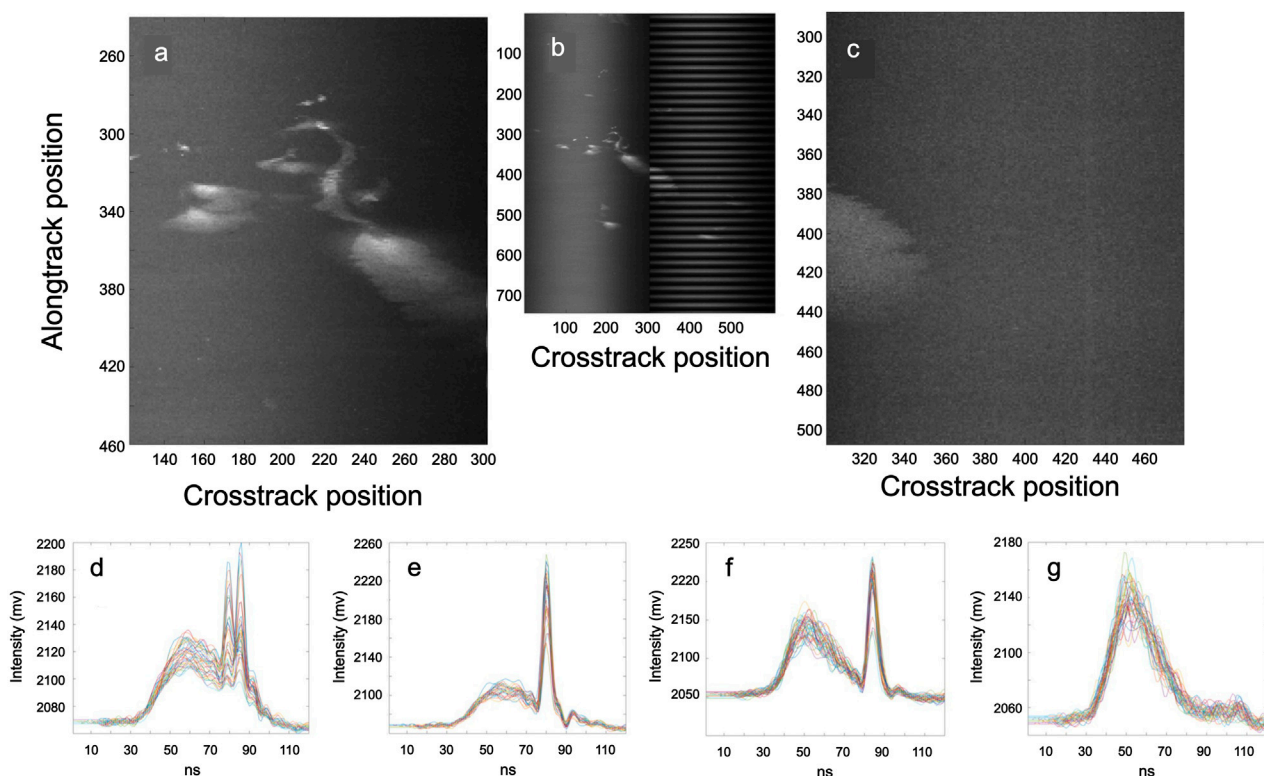 a
260
300
340
380
420
460
Alongtrack position
140 160 180 200 220 240 260 280 300
Crosstrack position
b
100
200
300
400
500
600
700
100 200 300 400 500
Crosstrack position
c
300
320
340
360
380
400
420
440
460
480
500
320 340 360 380 400 420 440 460
Crosstrack position
d
2200
2180
2160
2140
2120
2100
2080
Intensity (mv)
10 30 50 70 90 110
ns
e
2260
2220
2180
2140
2100
Intensity (mv)
10 30 50 70 90 110
ns
f
2250
2200
2150
2100
2050
Intensity (mv)
10 30 50 70 90 110
ns
g
2180
2140
2100
2060
Intensity (mv)
10 30 50 70 90 110
ns